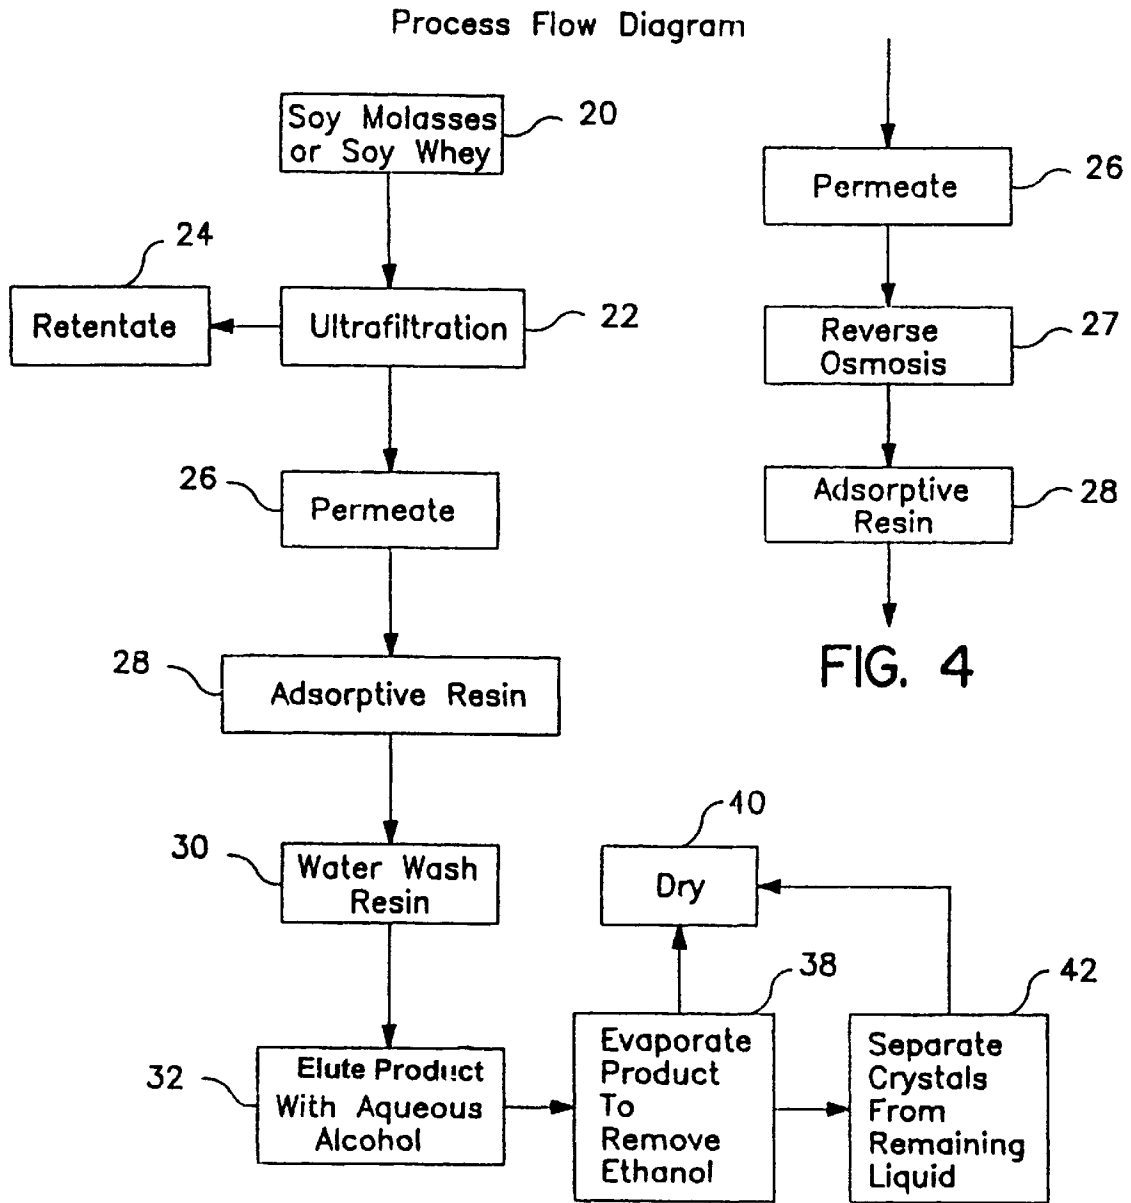 Process Flow Diagram
Soy Molasses
or Soy Whey
20
24
Retentate
Ultrafiltration
22
26
Permeate
28
Adsorptive Resin
30
Water Wash
Resin
32
Elute Product
With Aqueous
Alcohol
40
Dry
38
Evaporate
Product
To
Remove
Ethanol
42
Separate
Crystals
From
Remaining
Liquid
Permeate
26
Reverse
Osmosis
27
Adsorptive
Resin
28
FIG. 4